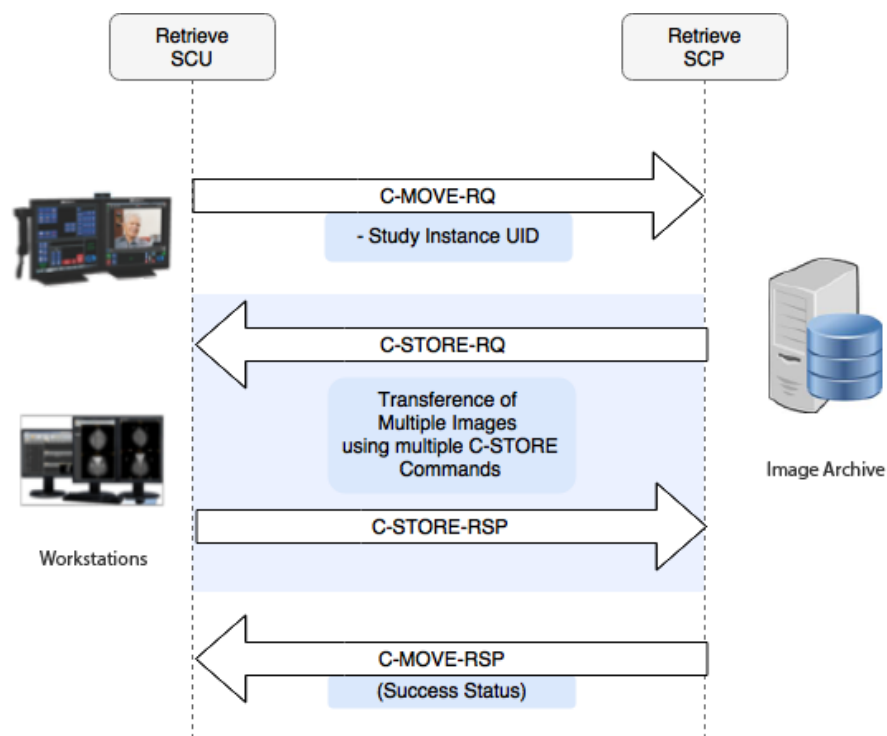 Retrieve
SCU
Retrieve
SCP
C-MOVE-RQ
- Study Instance UID
C-STORE-RQ
Transference of
Multiple Images
using multiple C-STORE
Commands
Image Archive
C-STORE-RSP
Workstations
C-MOVE-RSP
(Success Status)